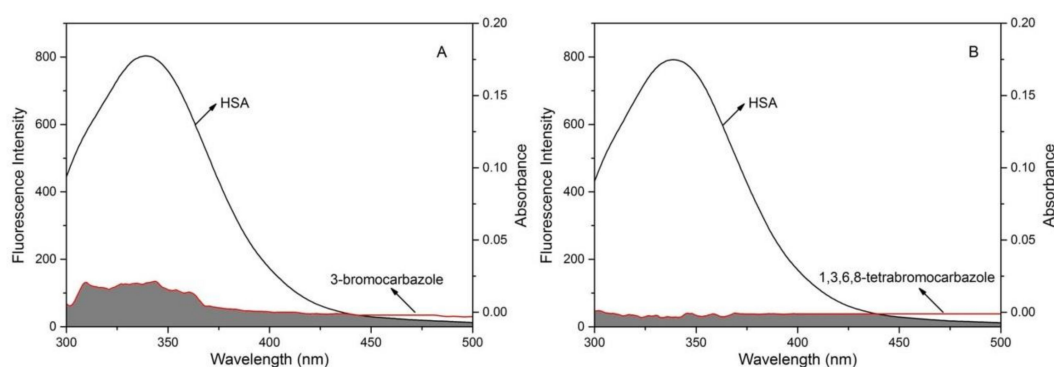 A
HSA
3-bromocarbazole
Fluorescence Intensity
Absorbance
Wavelength (nm)
0
200
400
600
800
0.00
0.05
0.10
0.15
0.20
300
350
400
450
500
B
HSA
1,3,6,8-tetrabromocarbazole
Fluorescence Intensity
Absorbance
Wavelength (nm)
0
200
400
600
800
0.00
0.05
0.10
0.15
0.20
300
350
400
450
500